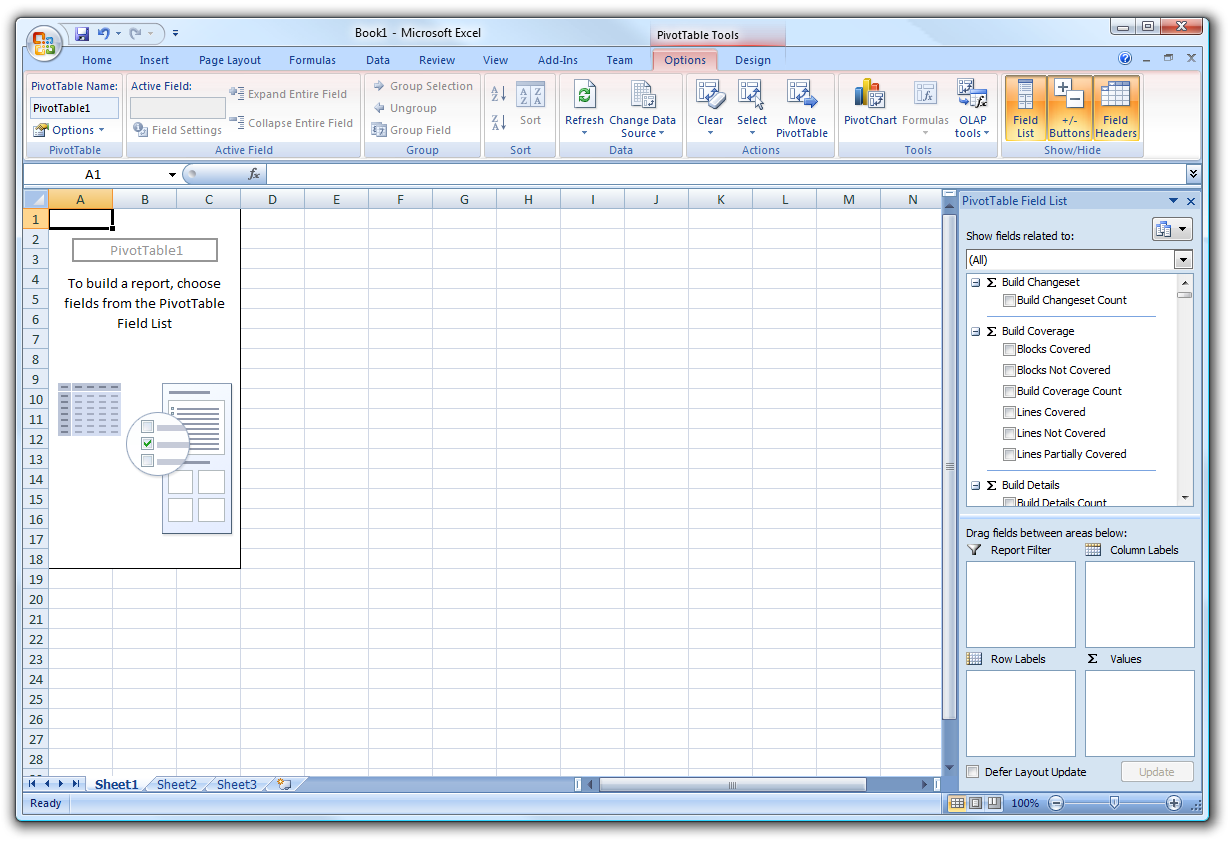 Book1 - Microsoft Excel
PivotTable Tools
Home Insert Page Layout Formulas Data Review View Add-Ins Team Options Design
PivotTable Name:
PivotTable1
Options
PivotTable
Active Field:
Field Settings
Expand Entire Field
Collapse Entire Field
Active Field
Group Selection
Ungroup
Group Field
Group
Sort
Sort
Refresh
Change Data
Source
Data
Clear
Select
Move
PivotTable
Actions
PivotChart
Formulas
OLAP
tools
Tools
Field
List
+/-
Buttons
Field
Headers
Show/Hide
A1
fx
A B C D E F G H I J K L M N
1
2
3
4
5
6
7
8
9
10
11
12
13
14
15
16
17
18
19
20
21
22
23
24
25
26
27
28
PivotTable1
To build a report, choose
fields from the PivotTable
Field List
PivotTable Field List
Show fields related to:
(All)
Σ Build Changeset
Build Changeset Count
Σ Build Coverage
Blocks Covered
Blocks Not Covered
Build Coverage Count
Lines Covered
Lines Not Covered
Lines Partially Covered
Σ Build Details
Build Details Count
Drag fields between areas below:
Report Filter
Column Labels
Row Labels
Σ Values
Defer Layout Update
Update
Sheet1 Sheet2 Sheet3
Ready
100%